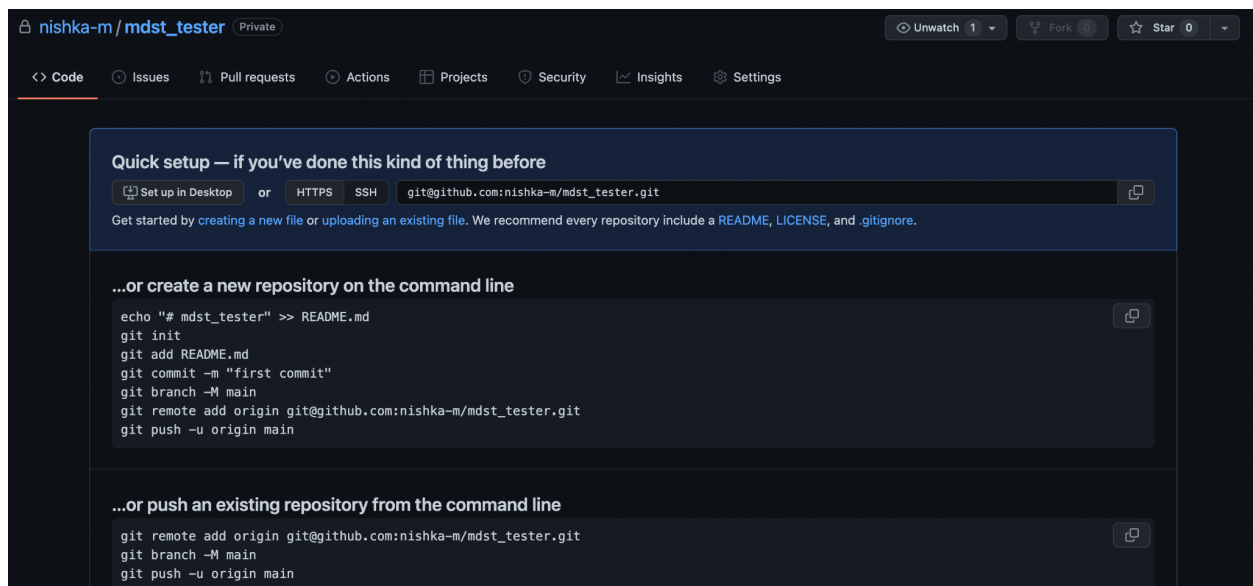 nishka-m / mdst_tester Private
Unwatch 1 Fork 0 Star 0
<> Code Issues Pull requests Actions Projects Security Insights Settings
Quick setup — if you’ve done this kind of thing before
Set up in Desktop or HTTPS SSH git@github.com:nishka-m/mdst_tester.git
Get started by creating a new file or uploading an existing file. We recommend every repository include a README, LICENSE, and .gitignore.
...or create a new repository on the command line
echo "# mdst_tester" >> README.md
git init
git add README.md
git commit -m "first commit"
git branch -M main
git remote add origin git@github.com:nishka-m/mdst_tester.git
git push -u origin main
...or push an existing repository from the command line
git remote add origin git@github.com:nishka-m/mdst_tester.git
git branch -M main
git push -u origin main